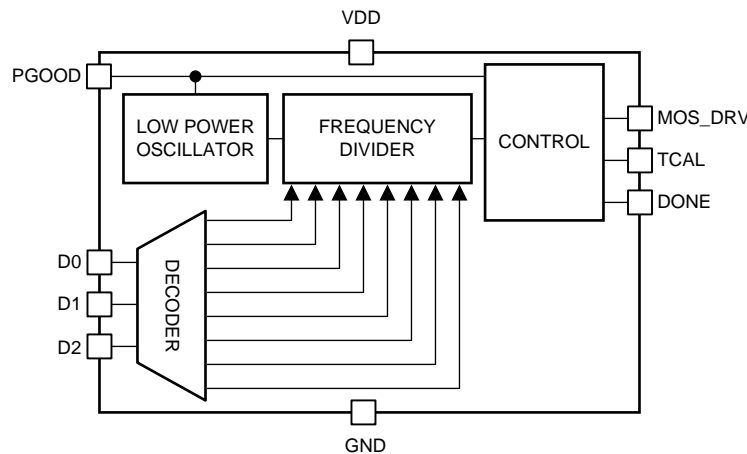 VDD
PGOOD
LOW POWER
OSCILLATOR
FREQUENCY
DIVIDER
CONTROL
MOS_DRV
TCAL
DONE
D0
D1
D2
DECODER
GND